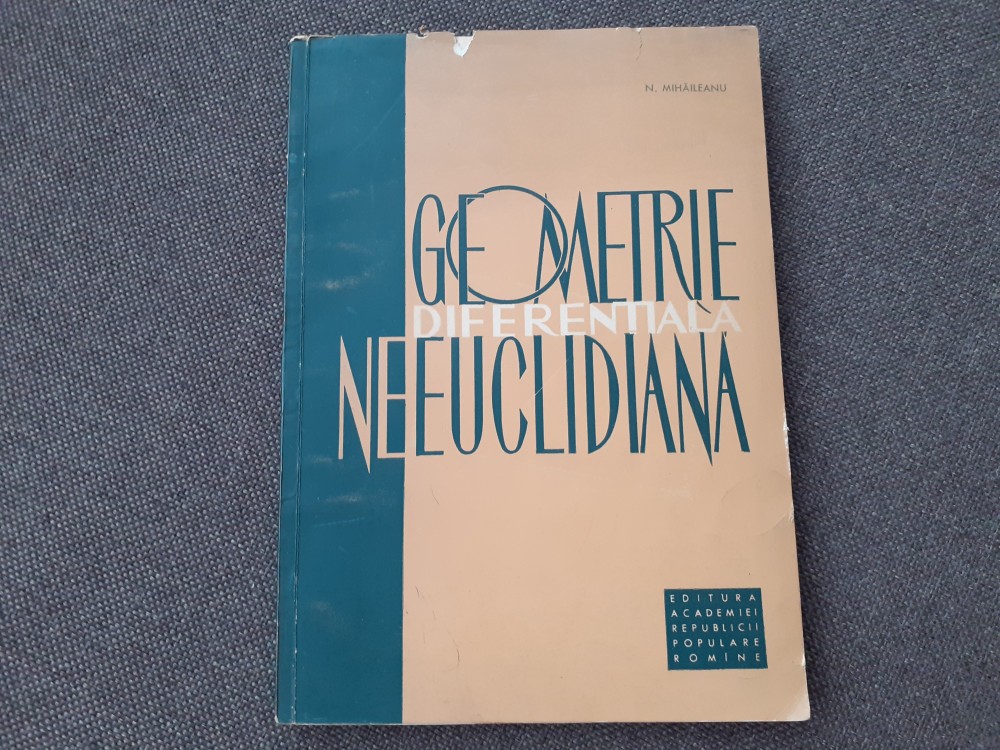 N. MIHĂILEANU
GEOMETRIE
DIFERENȚIALĂ
NEEUCLIDIANĂ
EDITURA
ACADEMIEI
REPUBLICII
POPULARE
ROMÎNE